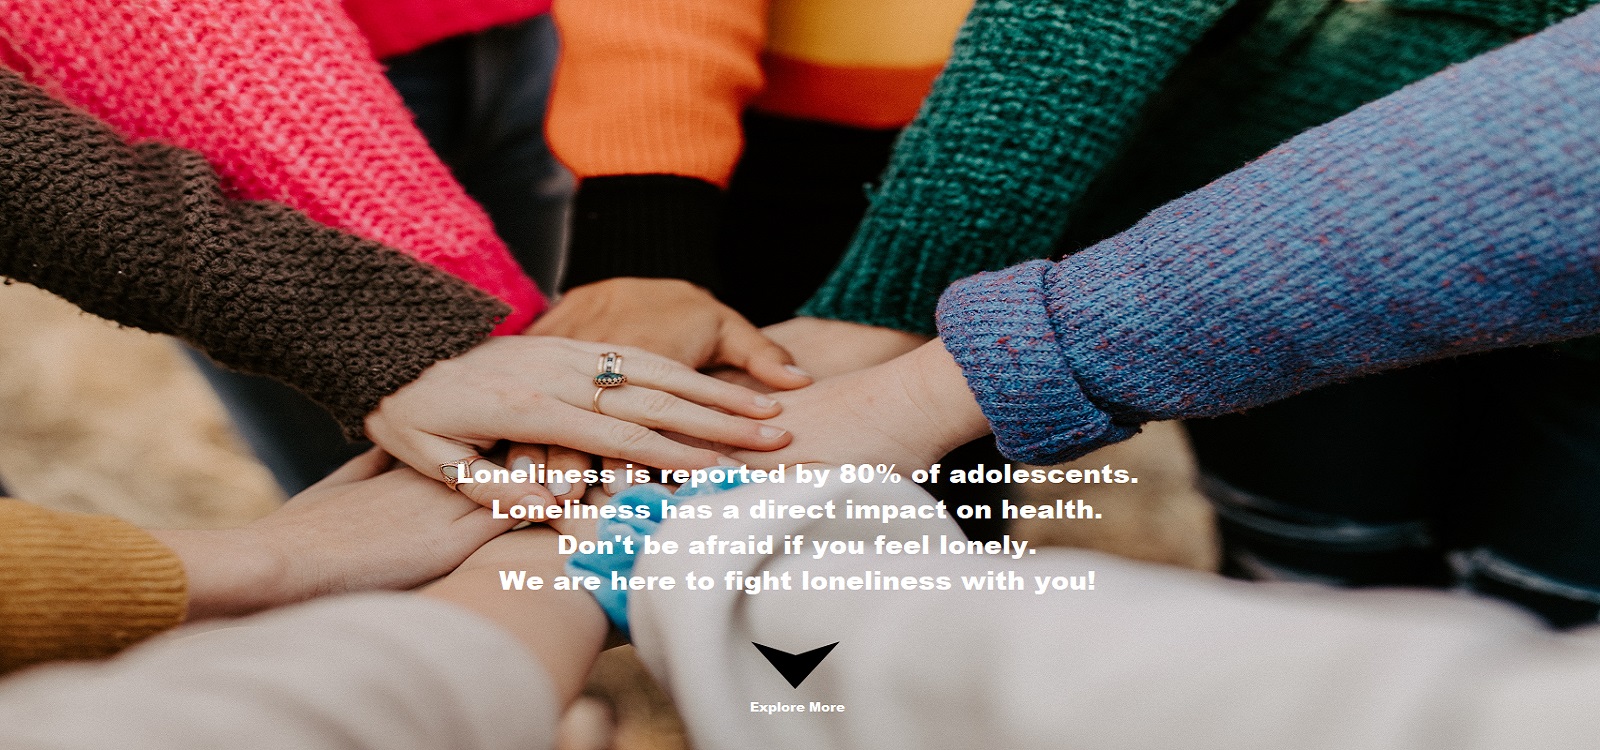 Loneliness is reported by 80% of adolescents.
Loneliness has a direct impact on health.
Don't be afraid if you feel lonely.
We are here to fight loneliness with you!
Explore More